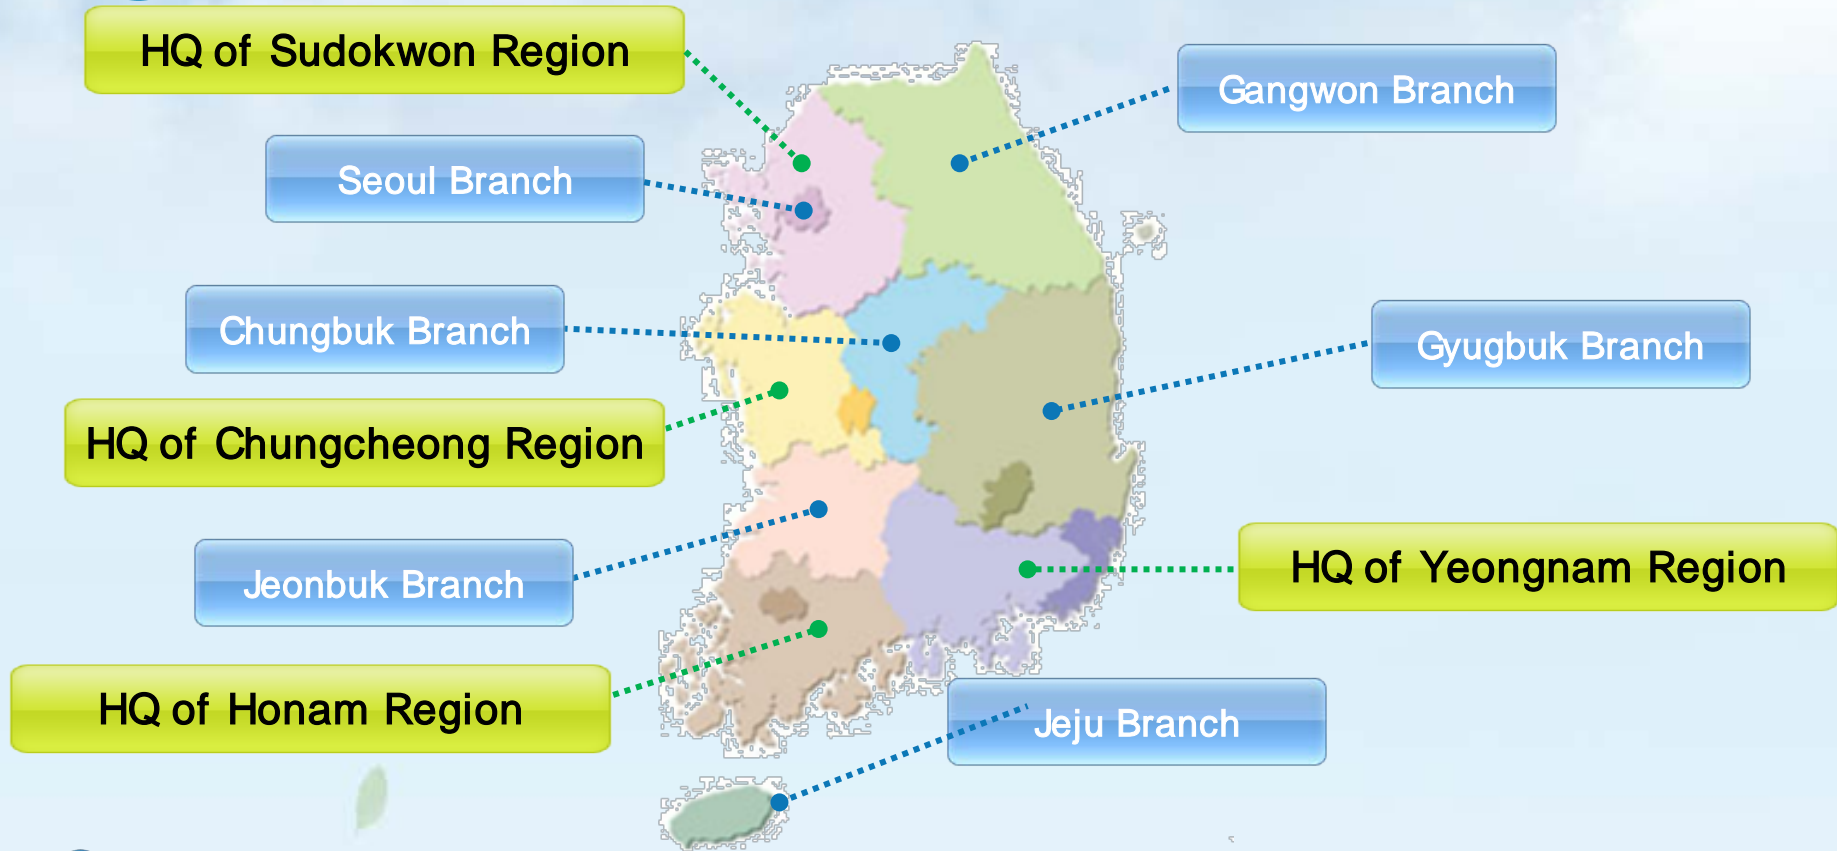 HQ of Sudokwon Region
Gangwon Branch
Seoul Branch
Chungbuk Branch
Gyugbuk Branch
HQ of Chungcheong Region
HQ of Yeongnam Region
Jeonbuk Branch
HQ of Honam Region
Jeju Branch